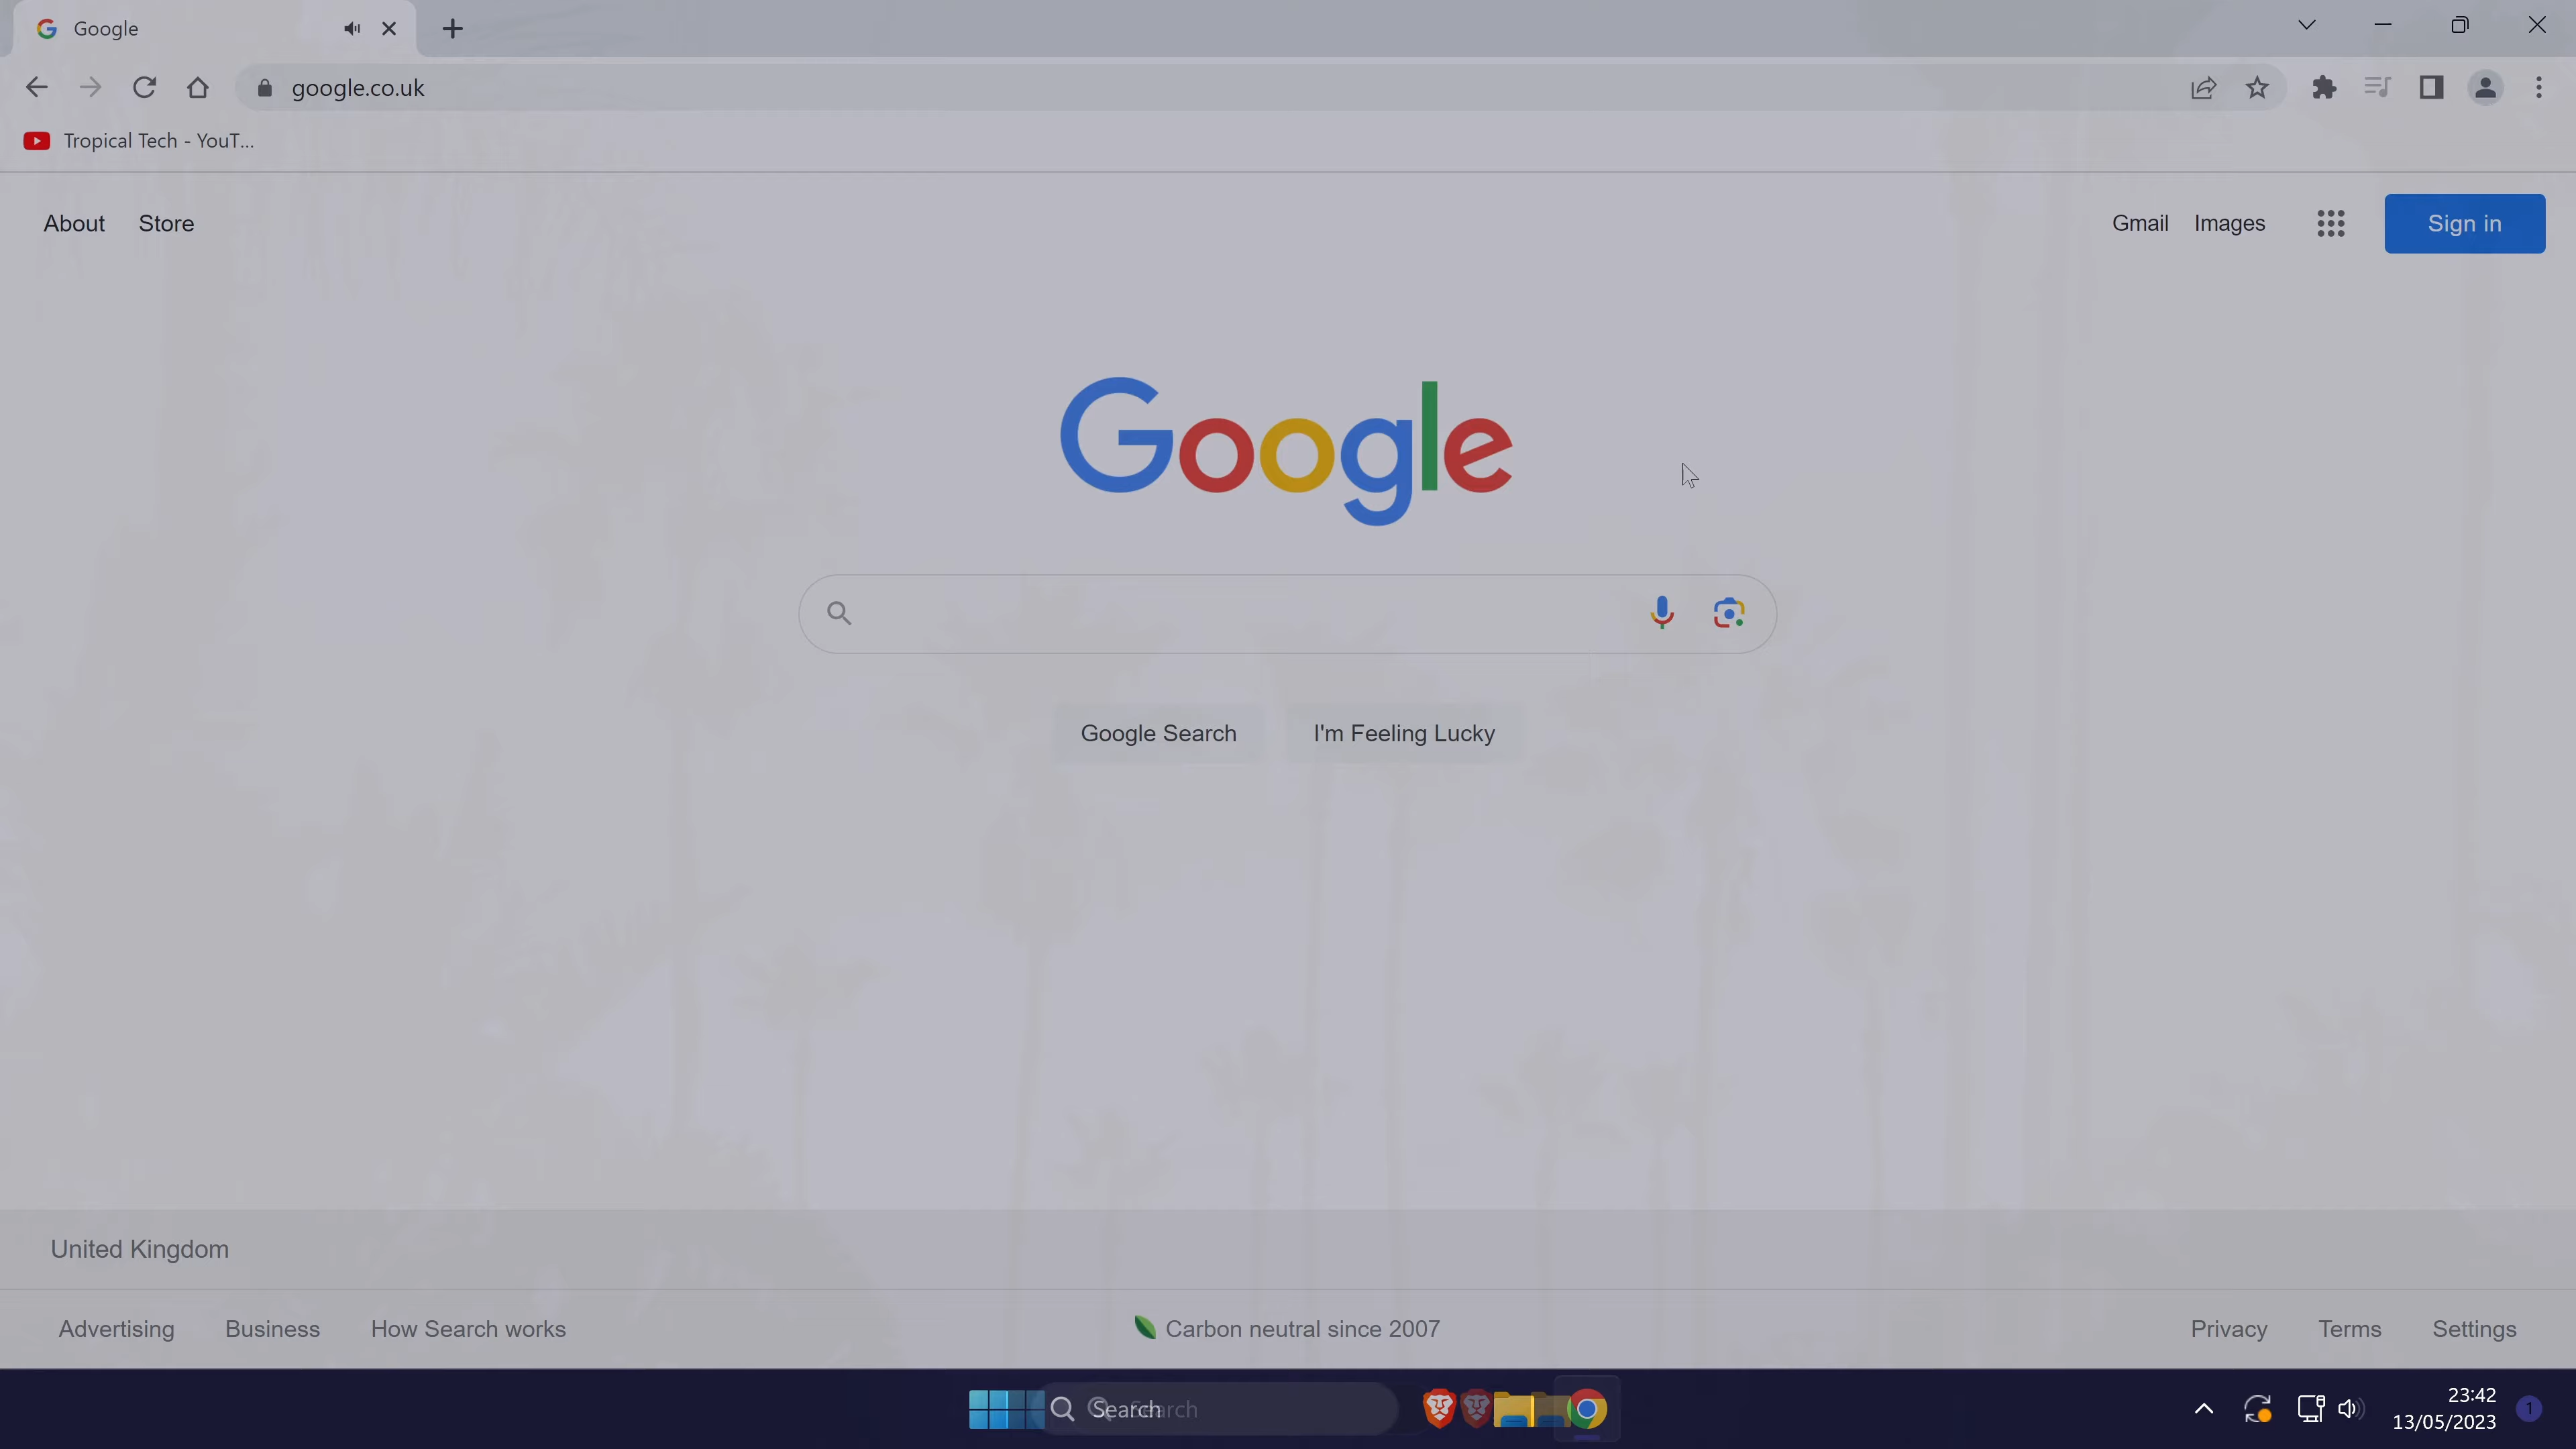 Google
google.co.uk
Tropical Tech - YouT...
About Store
Gmail Images Sign in
Google
Google Search I'm Feeling Lucky
United Kingdom
Advertising Business How Search works
Carbon neutral since 2007
Privacy Terms Settings
Search Search
23:42
13/05/2023
1